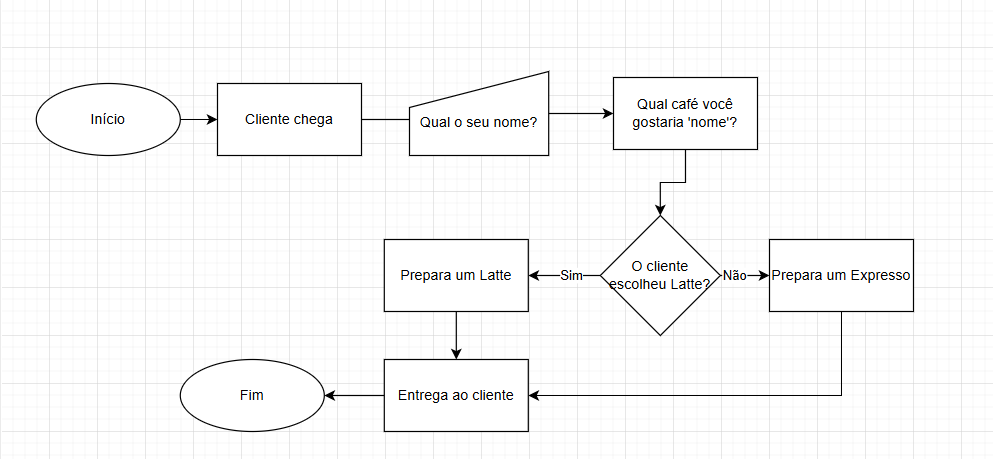 Início
Cliente chega
Qual o seu nome?
Qual café você
gostaria 'nome'?
O cliente
escolheu Latte?
Sim
Não
Prepara um Latte
Prepara um Expresso
Entrega ao cliente
Fim